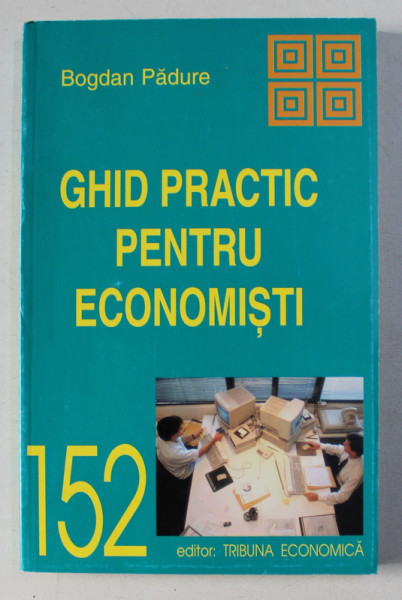 Bogdan Pădure
GHID PRACTIC
PENTRU
ECONOMIȘTI
152
editor: TRIBUNA ECONOMICĂ